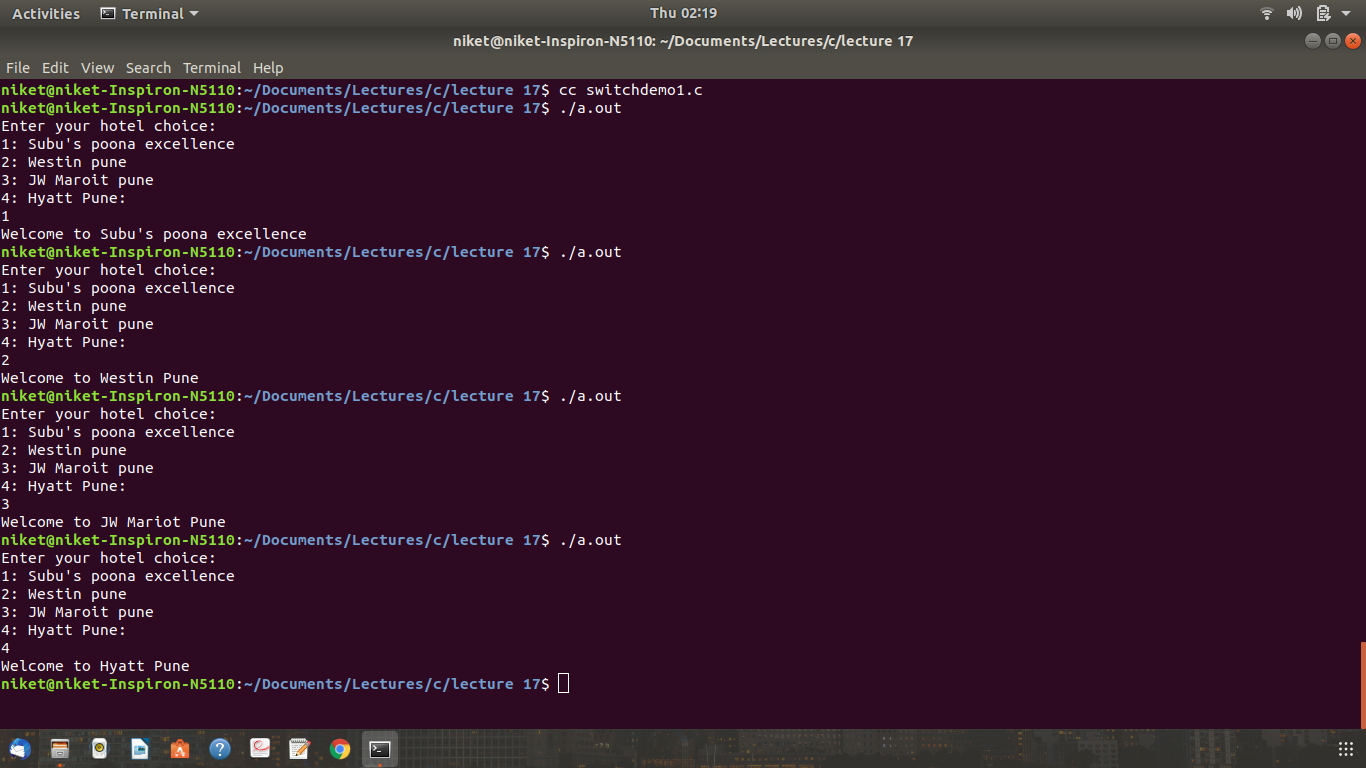 Activities Terminal Thu 02:19
niket@niket-Inspiron-N5110: ~/Documents/Lectures/c/lecture 17
File Edit View Search Terminal Help
niket@niket-Inspiron-N5110:~/Documents/Lectures/c/lecture 17$ cc switchdemo1.c
niket@niket-Inspiron-N5110:~/Documents/Lectures/c/lecture 17$ ./a.out
Enter your hotel choice:
1: Subu's poona excellence
2: Westin pune
3: JW Maroit pune
4: Hyatt Pune:
1
Welcome to Subu's poona excellence
niket@niket-Inspiron-N5110:~/Documents/Lectures/c/lecture 17$ ./a.out
Enter your hotel choice:
1: Subu's poona excellence
2: Westin pune
3: JW Maroit pune
4: Hyatt Pune:
2
Welcome to Westin Pune
niket@niket-Inspiron-N5110:~/Documents/Lectures/c/lecture 17$ ./a.out
Enter your hotel choice:
1: Subu's poona excellence
2: Westin pune
3: JW Maroit pune
4: Hyatt Pune:
3
Welcome to JW Mariot Pune
niket@niket-Inspiron-N5110:~/Documents/Lectures/c/lecture 17$ ./a.out
Enter your hotel choice:
1: Subu's poona excellence
2: Westin pune
3: JW Maroit pune
4: Hyatt Pune:
4
Welcome to Hyatt Pune
niket@niket-Inspiron-N5110:~/Documents/Lectures/c/lecture 17$